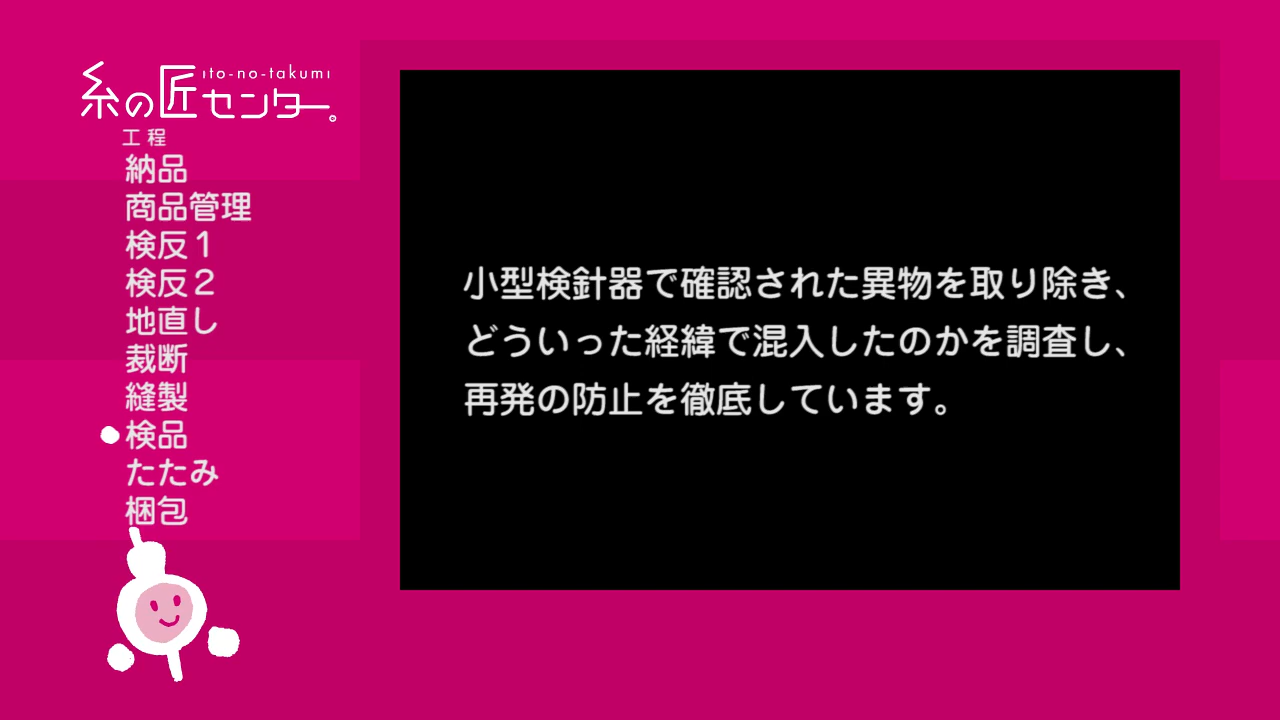 糸の匠センター。
ito-no-takumi
工程
納品
商品管理
検反１
検反２
地直し
裁断
縫製
検品
たたみ
梱包
小型検針器で確認された異物を取り除き、
どういった経緯で混入したのかを調査し、
再発の防止を徹底しています。